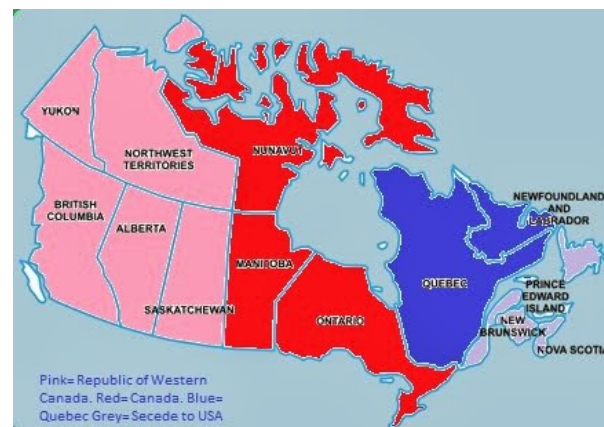 YUKON
NORTHWEST
TERRITORIES
NUNAVUT
BRITISH
COLUMBIA
ALBERTA
SASKATCHEWAN
MANITOBA
ONTARIO
QUEBEC
NEWFOUNDLAND
AND
LABRADOR
PRINCE
EDWARD
ISLAND
NEW
BRUNSWICK
NOVA SCOTIA
Pink= Republic of Western
Canada. Red= Canada. Blue=
Quebec Grey= Secede to USA